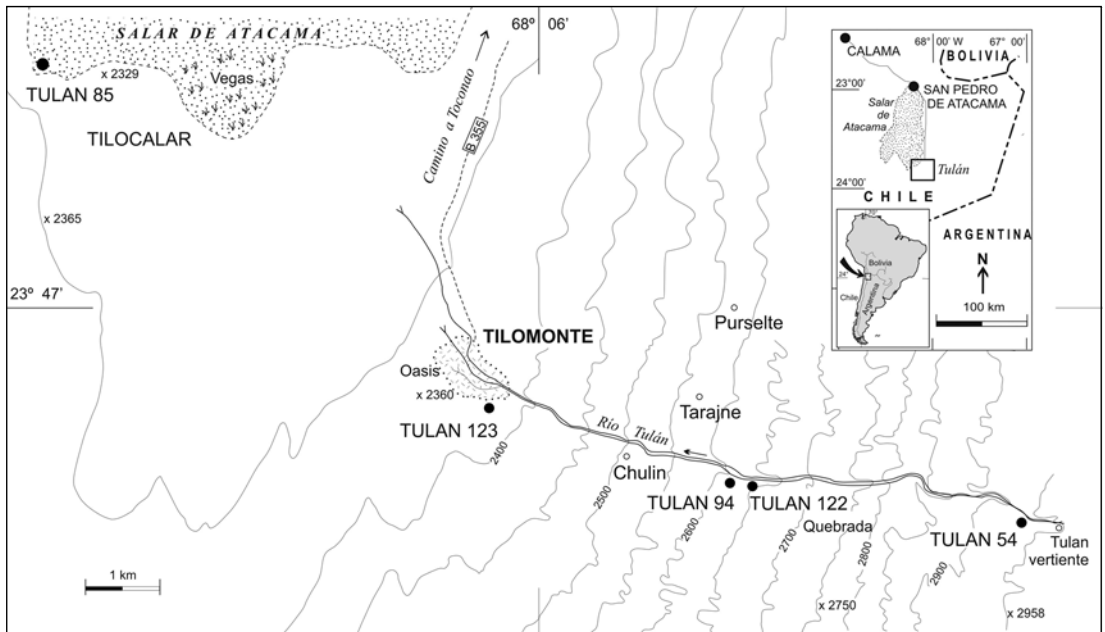 68º 06’
SALAR DE ATACAMA
x 2329
Vegas
TULAN 85
TILOCALAR
Camino a Toconao
B 355
x 2365
23º 47’
TILOMONTE
Oasis
x 2360
TULAN 123
2400
Río Tulán
Purselte
Tarajne
Chulin
2500
TULAN 94
TULAN 122
2600
2700
Quebrada
2800
2900
TULAN 54
Tulan
vertiente
x 2750
x 2958
1 km
CALAMA
68° 00’ W
67° 00’
BOLIVIA
23°00’
SAN PEDRO
DE ATACAMA
Salar
de
Atacama
Tulán
24°00’
CHILE
ARGENTINA
N
100 km
70°
Bolivia
24°
Chile
Argentina